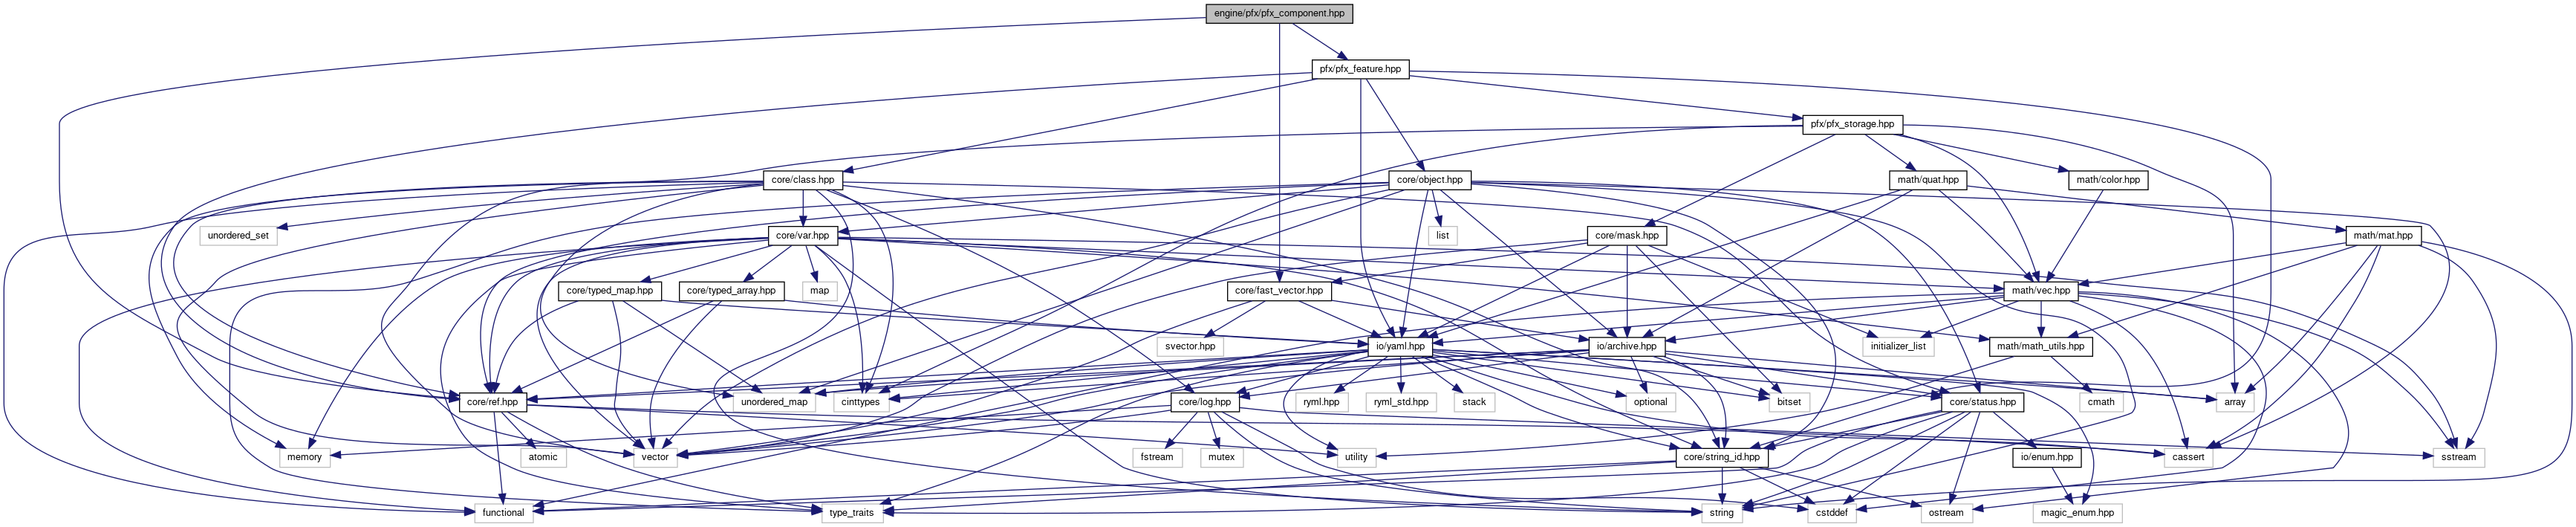 engine/pfx/pfx_component.hpp
pfx/pfx_feature.hpp
pfx/pfx_storage.hpp
core/class.hpp
core/object.hpp
math/quat.hpp
math/color.hpp
unordered_set
core/var.hpp
list
core/mask.hpp
math/mat.hpp
core/typed_map.hpp
core/typed_array.hpp
map
core/fast_vector.hpp
math/vec.hpp
svector.hpp
io/yaml.hpp
io/archive.hpp
initializer_list
math/math_utils.hpp
core/ref.hpp
unordered_map
cinttypes
core/log.hpp
ryml.hpp
ryml_std.hpp
stack
optional
bitset
core/status.hpp
cmath
array
memory
atomic
vector
fstream
mutex
utility
core/string_id.hpp
io/enum.hpp
cassert
sstream
functional
type_traits
string
cstddef
ostream
magic_enum.hpp